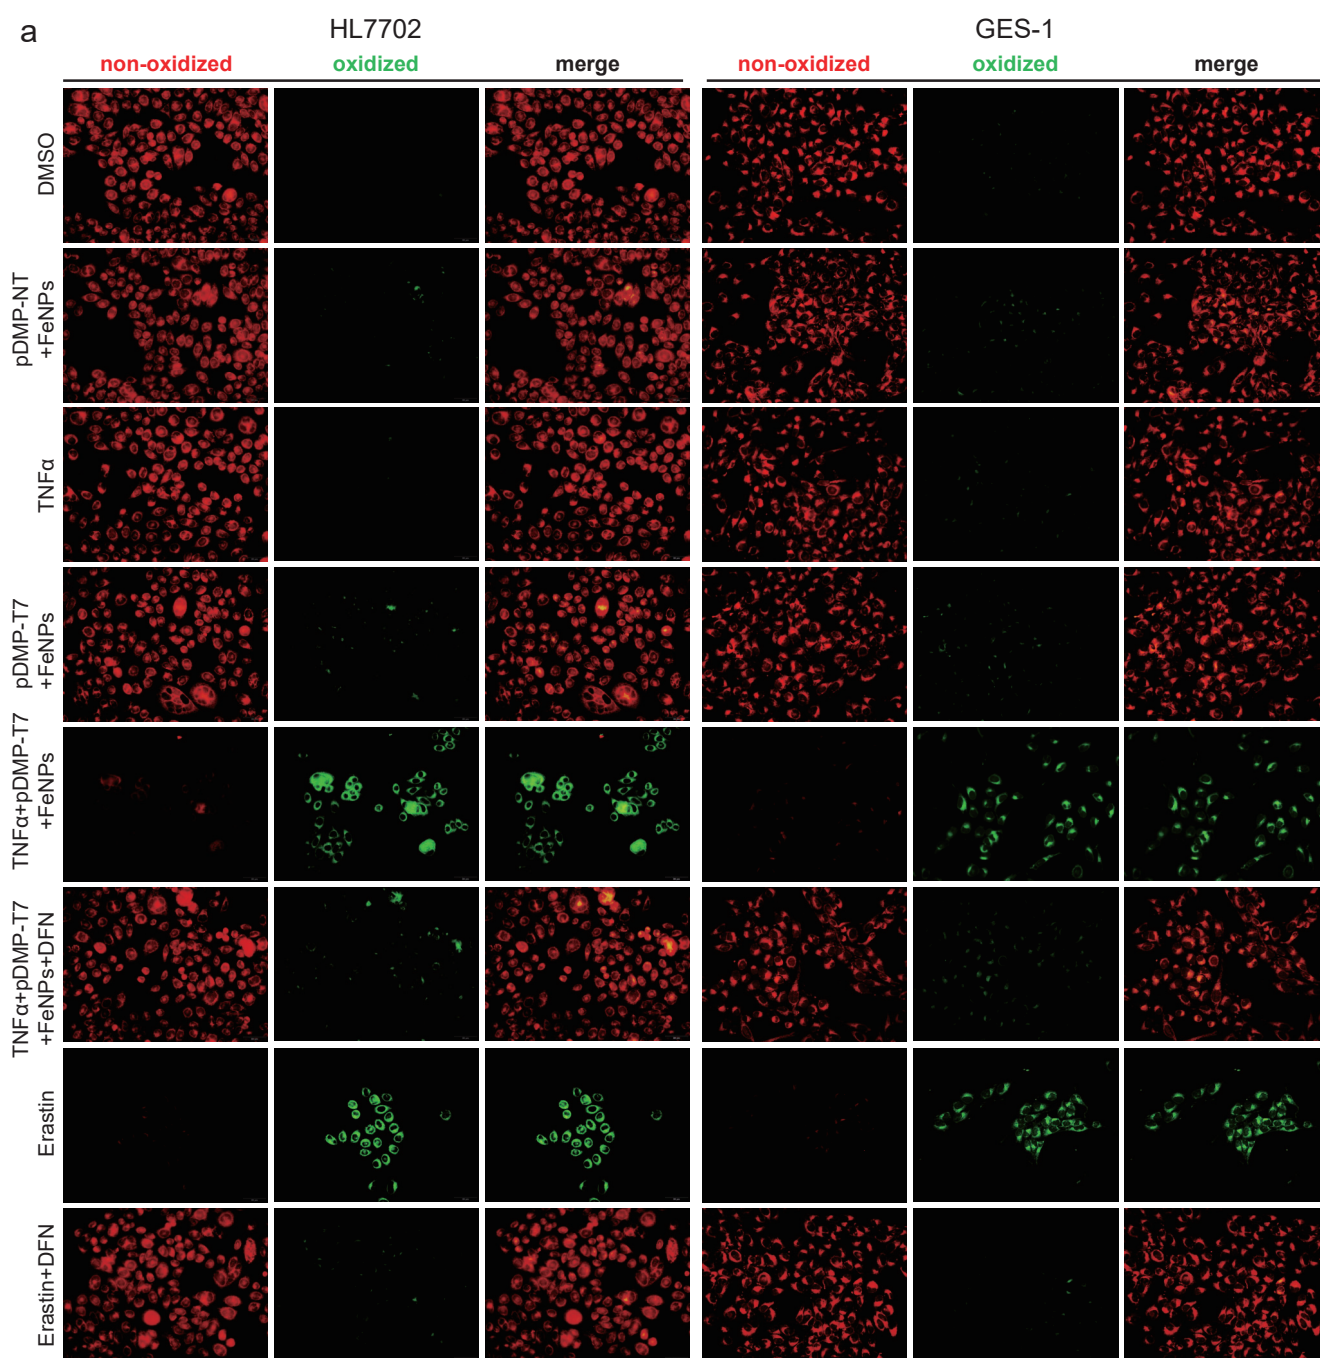 a
HL7702
GES-1
non-oxidized
oxidized
merge
non-oxidized
oxidized
merge
DMSO
pDMP-NT
+FeNPs
TNFα
pDMP-T7
+FeNPs
TNFα+pDMP-T7
+FeNPs
TNFα+pDMP-T7
+FeNPs+DFN
Erastin
Erastin+DFN